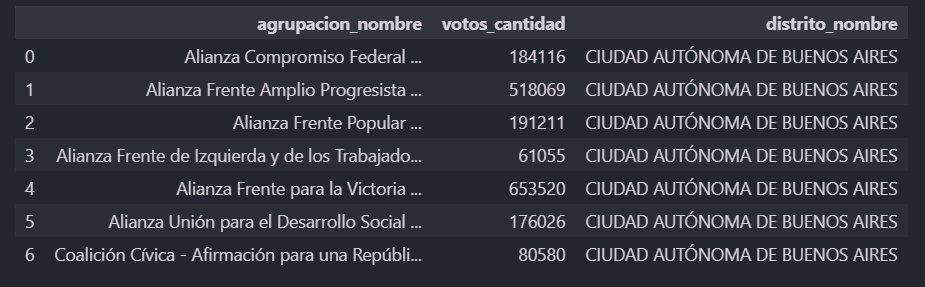 agrupacion_nombre votos_cantidad distrito_nombre
0 Alianza Compromiso Federal ... 184116 CIUDAD AUTÓNOMA DE BUENOS AIRES
1 Alianza Frente Amplio Progresista ... 518069 CIUDAD AUTÓNOMA DE BUENOS AIRES
2 Alianza Frente Popular ... 191211 CIUDAD AUTÓNOMA DE BUENOS AIRES
3 Alianza Frente de Izquierda y de los Trabajado... 61055 CIUDAD AUTÓNOMA DE BUENOS AIRES
4 Alianza Frente para la Victoria ... 653520 CIUDAD AUTÓNOMA DE BUENOS AIRES
5 Alianza Unión para el Desarrollo Social ... 176026 CIUDAD AUTÓNOMA DE BUENOS AIRES
6 Coalición Cívica - Afirmación para una Repúbli... 80580 CIUDAD AUTÓNOMA DE BUENOS AIRES